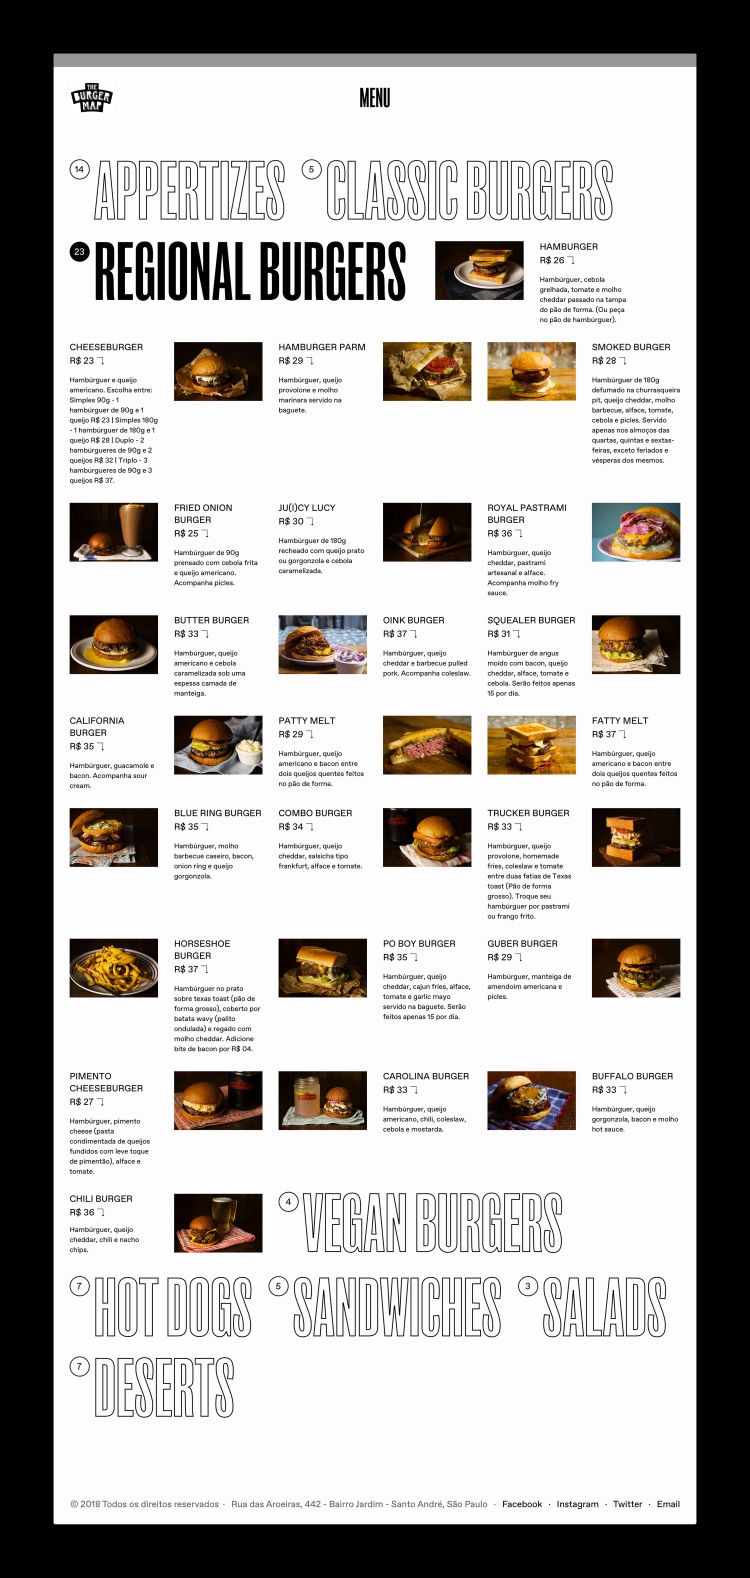 THE
BURGER
MAP
MENU
14 APPERTIZES 5 CLASSIC BURGERS
23 REGIONAL BURGERS
HAMBURGER
R$ 26
Hambúrguer, cebola
grelhada, tomate e molho
cheddar passado na tampa
do pão de forma. (Ou peça
no pão de hambúrguer).
CHEESEBURGER
R$ 23
Hambúrguer e queijo
americano. Escolha entre:
Simples 90g - 1
hambúrguer de 90g e 1
queijo R$ 23 | Simples 180g
- 1 hambúrguer de 180g e 1
queijo R$ 28 | Duplo - 2
hambúrgueres de 90g e 2
queijos R$ 32 | Triplo - 3
hambúrgueres de 90g e 3
queijos R$ 37.
HAMBURGER PARM
R$ 29
Hambúrguer, queijo
provolone e molho
marinara servido na
baguete.
SMOKED BURGER
R$ 28
Hambúrguer de 180g
defumado na churrasqueira
pit, queijo cheddar, molho
barbecue, alface, tomate,
cebola e picles. Servido
apenas nos almoços das
quartas, quintas e sextas-
feiras, exceto feriados e
vésperas dos mesmos.
FRIED ONION
BURGER
R$ 25
Hambúrguer de 90g
prensado com cebola frita
e queijo americano.
Acompanha picles.
JU(I)CY LUCY
R$ 30
Hambúrguer de 180g
recheado com queijo prato
ou gorgonzola e cebola
caramelizada.
ROYAL PASTRAMI
BURGER
R$ 36
Hambúrguer, queijo
cheddar, pastrami
artesanal e alface.
Acompanha molho fry
sauce.
BUTTER BURGER
R$ 33
Hambúrguer, queijo
americano e cebola
caramelizada sob uma
espessa camada de
manteiga.
OINK BURGER
R$ 37
Hambúrguer, queijo
cheddar e barbecue pulled
pork. Acompanha coleslaw.
SQUEALER BURGER
R$ 31
Hambúrguer de angus
moído com bacon, queijo
cheddar, alface, tomate e
cebola. Serão feitos apenas
15 por dia.
CALIFORNIA
BURGER
R$ 35
Hambúrguer, guacamole e
bacon. Acompanha sour
cream.
PATTY MELT
R$ 29
Hambúrguer, queijo
americano e bacon entre
dois queijos quentes feitos
no pão de forma.
FATTY MELT
R$ 37
Hambúrguer, queijo
americano e bacon entre
dois queijos quentes feitos
no pão de forma.
BLUE RING BURGER
R$ 35
Hambúrguer, molho
barbecue caseiro, bacon,
onion ring e queijo
gorgonzola.
COMBO BURGER
R$ 34
Hambúrguer, queijo
cheddar, salsicha tipo
frankfurt, alface e tomate.
TRUCKER BURGER
R$ 33
Hambúrguer, queijo
provolone, homemade
fries, coleslaw e tomate
entre duas fatias de Texas
toast (Pão de forma
grosso). Troque seu
hambúrguer por pastrami
ou frango frito.
HORSESHOE
BURGER
R$ 37
Hambúrguer no prato
sobre texas toast (pão de
forma grosso), coberto por
batata wavy (palito
ondulada) e regado com
molho cheddar. Adicione
bits de bacon por R$ 04.
PO BOY BURGER
R$ 35
Hambúrguer, queijo
cheddar, cajun fries, alface,
tomate e garlic mayo
servido na baguete. Serão
feitos apenas 15 por dia.
GUBER BURGER
R$ 29
Hambúrguer, manteiga de
amendoim americana e
picles.
PIMENTO
CHEESEBURGER
R$ 27
Hambúrguer, pimento
cheese (pasta
condimentada de queijos
fundidos com leve toque
de pimentão), alface e
tomate.
CAROLINA BURGER
R$ 33
Hambúrguer, queijo
americano, chili, coleslaw,
cebola e mostarda.
BUFFALO BURGER
R$ 33
Hambúrguer, queijo
gorgonzola, bacon e molho
hot sauce.
CHILI BURGER
R$ 36
Hambúrguer, queijo
cheddar, chili e nacho
chips.
4 VEGAN BURGERS
7 HOT DOGS 5 SANDWICHES 3 SALADS
7 DESERTS
© 2018 Todos os direitos reservados · Rua das Aroeiras, 442 - Bairro Jardim - Santo André, São Paulo · Facebook · Instagram · Twitter · Email